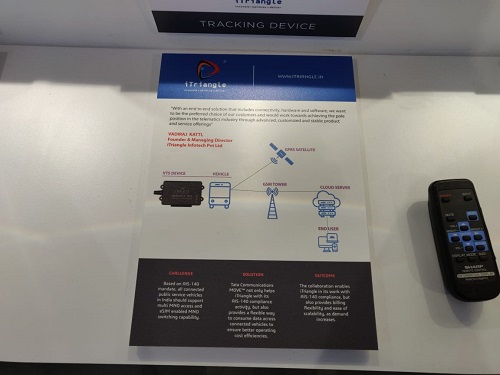 iTriangle
TRACKING DEVICE
iTriangle
WWW.ITRIANGLE.IN
"With an end to end solution that includes connectivity, hardware and software, we want
to be the preferred choice of our customers and would work towards achieving the pole
position in the telematics industry through advanced, customised and stable product
and service offerings"
VADIRAJ KATTI,
Founder & Managing Director
iTriangle Infotech Pvt Ltd
GPRS SATELLITE
VTS DEVICE
VEHICLE
GSM TOWER
CLOUD SERVER
END USER
CHALLENGE
Based on AIS-140
mandate, all connected
public service vehicles
in India should support
multi MNO access and
eSIM enabled MNO
switching capability.
SOLUTION
Tata Communications
MOVE™ not only helps
iTriangle with its
AIS-140 compliance
activity, but also
provides a flexible way
to consume data across
connected vehicles to
ensure better operating
cost efficiencies.
OUTCOME
The collaboration enables
iTriangle in its work with
AIS-140 compliance, but
also provides billing
flexibility and ease of
scalability, as demand
increases.
SHARP